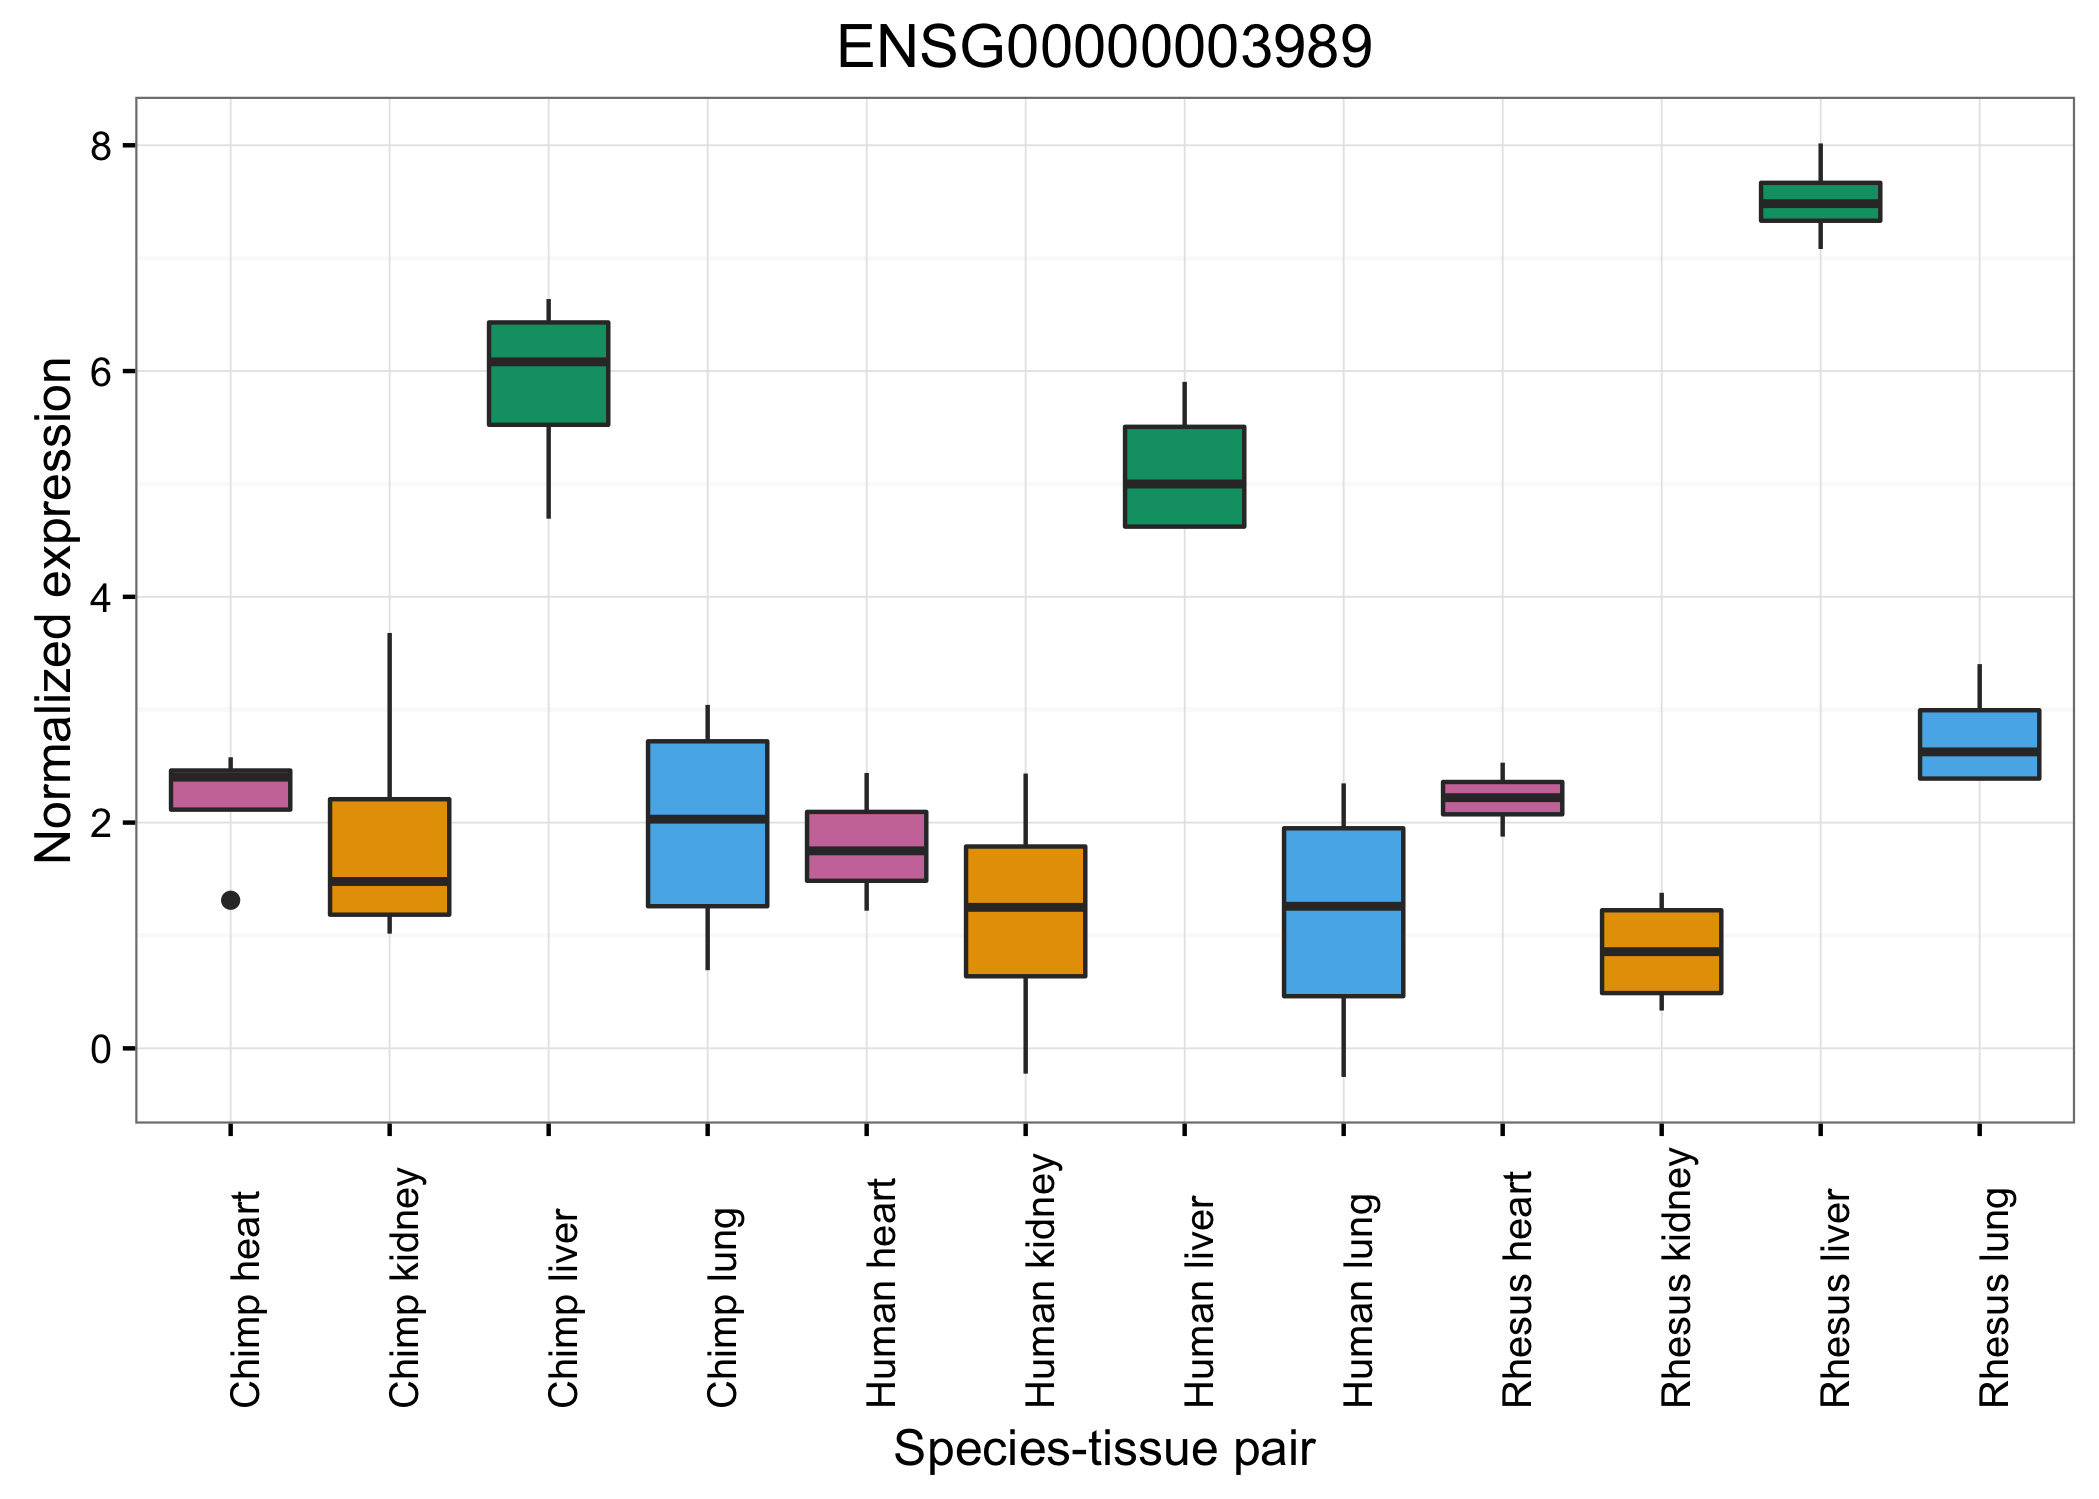 ENSG00000003989
Normalized expression
8
6
4
2
0
Chimp heart
Chimp kidney
Chimp liver
Chimp lung
Human heart
Human kidney
Human liver
Human lung
Rhesus heart
Rhesus kidney
Rhesus liver
Rhesus lung
Species-tissue pair